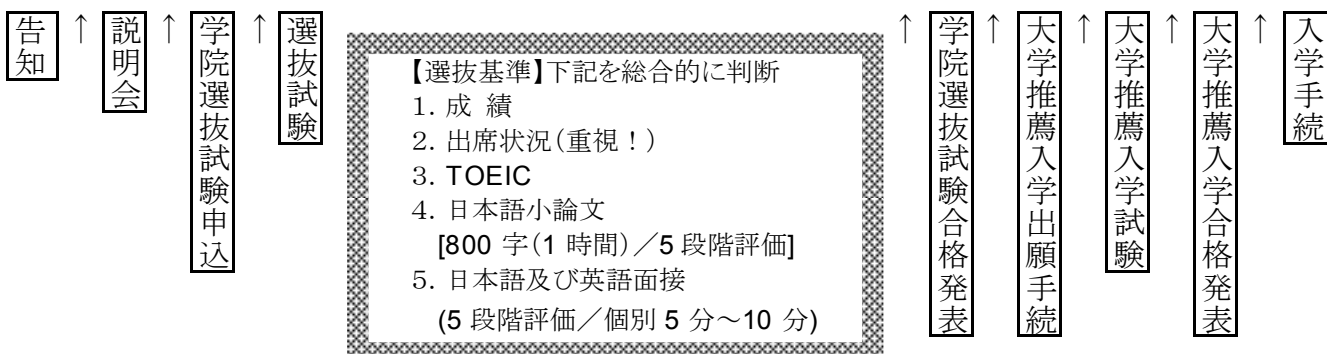 告知
↑
説明会
↑
学院選抜試験申込
↑
選抜試験
【選抜基準】下記を総合的に判断
1. 成 績
2. 出席状況(重視！)
3. TOEIC
4. 日本語小論文
[800 字(1 時間)／5 段階評価]
5. 日本語及び英語面接
(5 段階評価／個別 5 分～10 分)
↑
学院選抜試験合格発表
↑
大学推薦入学出願手続
↑
大学推薦入学試験
↑
大学推薦入学合格発表
↑
入学手続